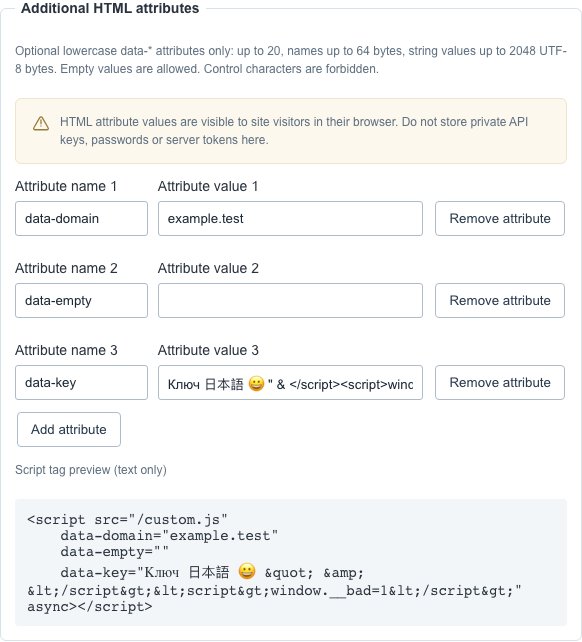 Additional HTML attributes
Optional lowercase data-* attributes only: up to 20, names up to 64 bytes, string values up to 2048 UTF-
8 bytes. Empty values are allowed. Control characters are forbidden.
HTML attribute values are visible to site visitors in their browser. Do not store private API
keys, passwords or server tokens here.
Attribute name 1 Attribute value 1
data-domain example.test Remove attribute
Attribute name 2 Attribute value 2
data-empty Remove attribute
Attribute name 3 Attribute value 3
data-key Ключ 日本語 😀 " & </script><script>winc Remove attribute
Add attribute
Script tag preview (text only)
<script src="/custom.js"
data-domain="example.test"
data-empty=""
data-key="Ключ 日本語 😀 &quot; &amp;
&lt;/script&gt;&lt;script&gt;window.__bad=1&lt;/script&gt;"
async></script>